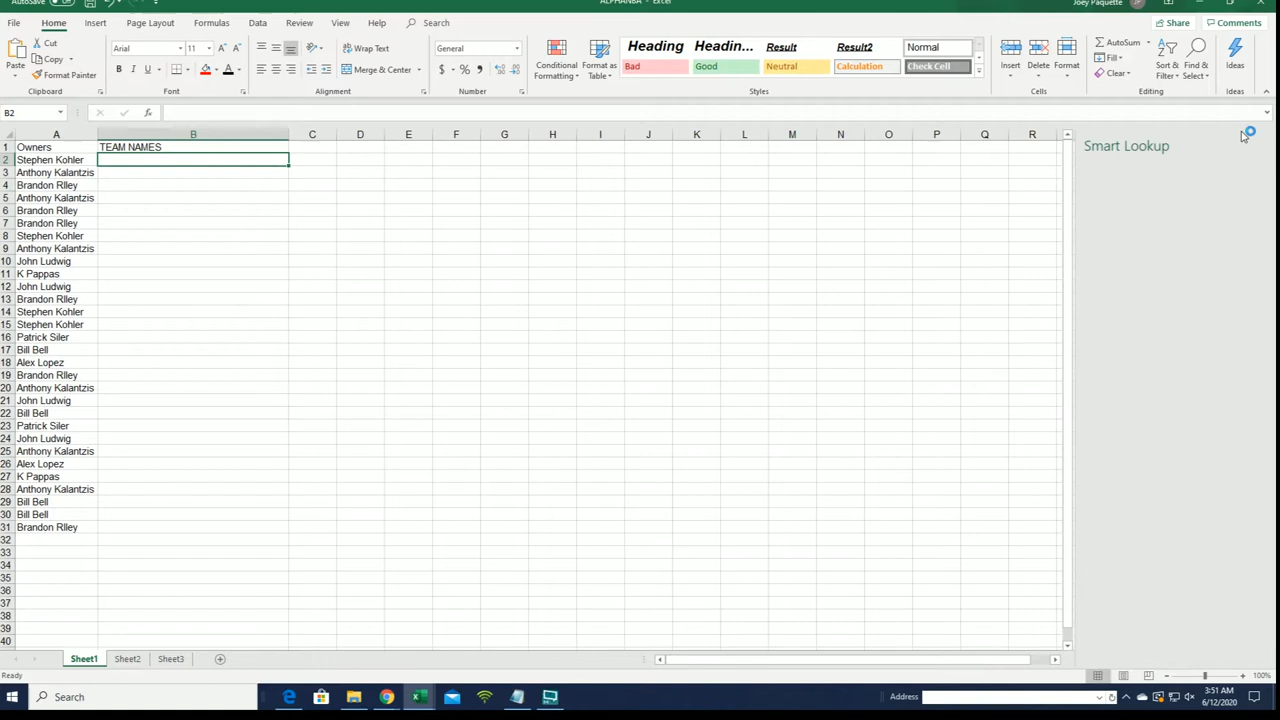 AutoSave Off ALPHANBA - Excel Joey Paquette JP
File Home Insert Page Layout Formulas Data Review View Help Search Share Comments
Paste Cut Copy Format Painter Clipboard
Arial 11 A A B I U A Font
Wrap Text Merge & Center Alignment
General $ % , Number
Conditional Formatting Format as Table
Heading Headin... Result Result2 Normal
Bad Good Neutral Calculation Check Cell
Styles
Insert Delete Format Cells
AutoSum Fill Clear Sort & Filter Find & Select Editing
Ideas Ideas
B2 fx
A B C D E F G H I J K L M N O P Q R
Smart Lookup
1 Owners TEAM NAMES
2 Stephen Kohler
3 Anthony Kalantzis
4 Brandon RIley
5 Anthony Kalantzis
6 Brandon RIley
7 Brandon RIley
8 Stephen Kohler
9 Anthony Kalantzis
10 John Ludwig
11 K Pappas
12 John Ludwig
13 Brandon RIley
14 Stephen Kohler
15 Stephen Kohler
16 Patrick Siler
17 Bill Bell
18 Alex Lopez
19 Brandon RIley
20 Anthony Kalantzis
21 John Ludwig
22 Bill Bell
23 Patrick Siler
24 John Ludwig
25 Anthony Kalantzis
26 Alex Lopez
27 K Pappas
28 Anthony Kalantzis
29 Bill Bell
30 Bill Bell
31 Brandon RIley
32
33
34
35
36
37
38
39
40
Sheet1 Sheet2 Sheet3
Ready 100%
Search Address 3:51 AM
6/12/2020